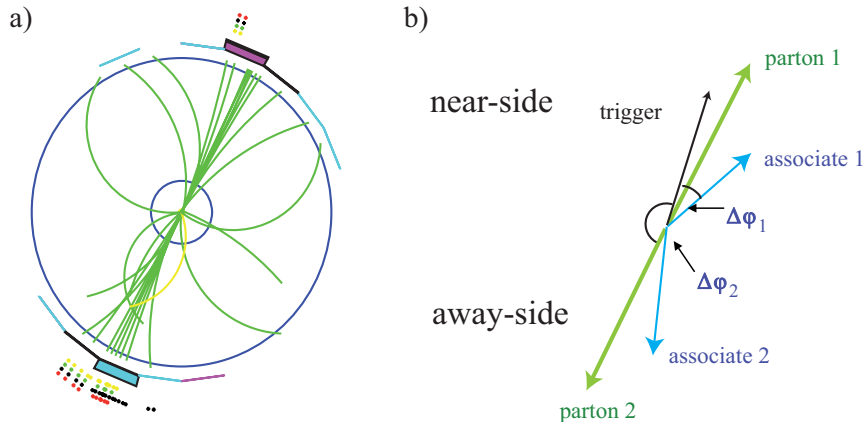 a)
b)
parton 1
near-side
trigger
associate 1
Δφ₁
Δφ₂
away-side
associate 2
parton 2